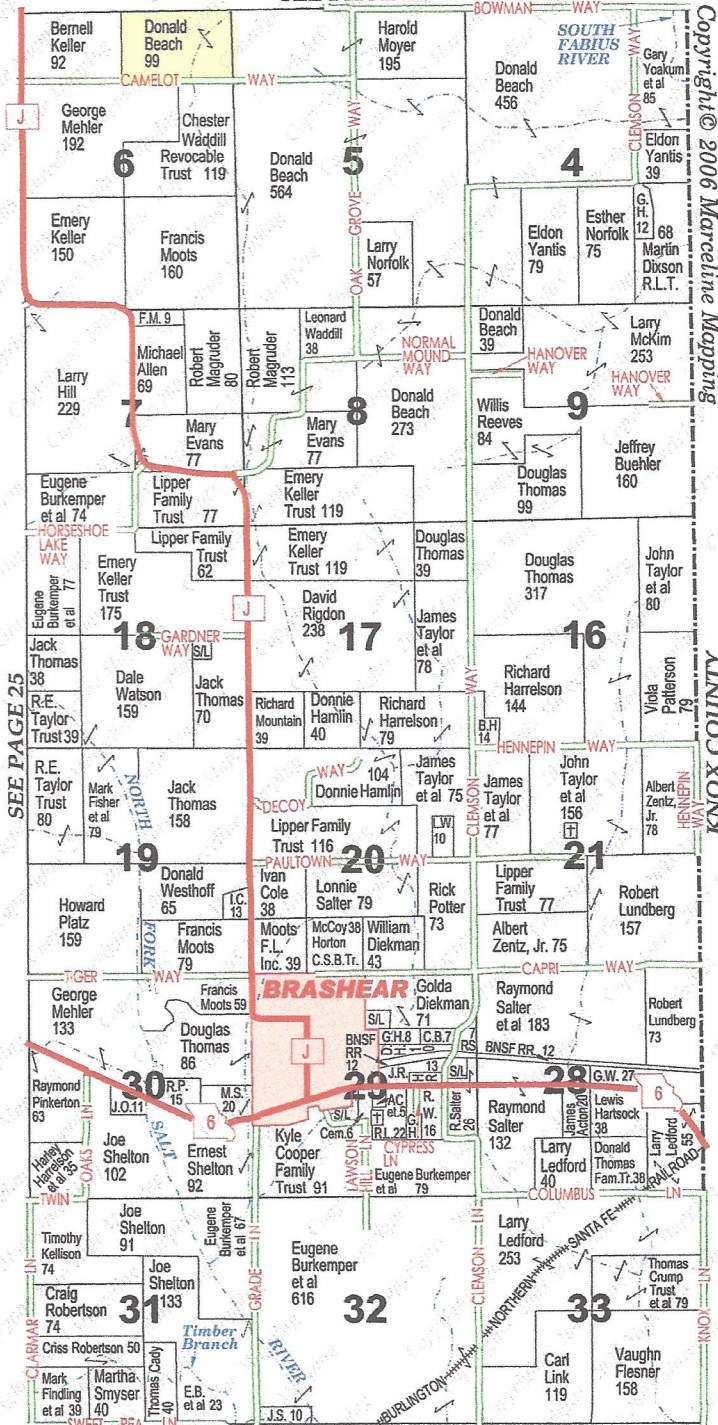 BOWMAN WAY
Copyright © 2006 Marceline Mapping
KNOX COUNTY
SEE PAGE 25
Bernell
Keller
92
Donald
Beach
99
Harold
Moyer
195
SOUTH
FABIUS
RIVER
Donald
Beach
456
CLEMSON WAY
Gary
Yoakum
et al
85
CAMELOT WAY
J
George
Mehler
192
6
Chester
Waddill
Revocable
Trust 119
Donald
Beach
564
5
OAK GROVE WAY
4
Eldon
Yantis
39
Emery
Keller
150
Francis
Moots
160
Larry
Norfolk
57
Eldon
Yantis
79
Esther
Norfolk
75
G.
H.
12
68
Martin
Dixson
R.L.T.
F.M. 9
Larry
Hill
229
Michael
Allen
69
Robert
Magruder
80
Robert
Magruder
113
Leonard
Waddill
38
NORMAL
MOUND
WAY
Donald
Beach
39
HANOVER
WAY
Larry
McKim
253
HANOVER
WAY
7
8
9
Donald
Beach
273
Mary
Evans
77
Mary
Evans
77
Willis
Reeves
84
Douglas
Thomas
99
Jeffrey
Buehler
160
Eugene
Burkemper
et al 74
Lipper
Family
Trust 77
Emery
Keller
Trust 119
HORSESHOE
LAKE
WAY
Lipper Family
Trust
62
Emery
Keller
Trust 119
Douglas
Thomas
39
Douglas
Thomas
317
John
Taylor
et al
80
Eugene
Burkemper
et al 77
Emery
Keller
Trust
175
J
David
Rigdon
238
James
Taylor
et al
78
18
GARDNER
WAY
S/L
17
16
Jack
Thomas
38
Dale
Watson
159
Jack
Thomas
70
CLEMSON WAY
Richard
Harrelson
144
Viola
Patterson
79
R.E.
Taylor
Trust 39
Richard
Mountain
39
Donnie
Hamlin
40
Richard
Harrelson
79
B.H
14
HENNEPIN WAY
HENNEPIN
WAY
R.E.
Taylor
Trust
80
Mark
Fisher
et al
79
NORTH FORK SALT RIVER
Jack
Thomas
158
DECOY WAY
104
Donnie Hamlin
James
Taylor
et al 75
James
Taylor
et al
77
John
Taylor
et al
156
Albert
Zentz,
Jr.
78
L.W.
10
Lipper Family
Trust 116
19
PAULTOWN WAY
20
21
Howard
Platz
159
Donald
Westhoff
65
I.C.
13
Ivan
Cole
38
Lonnie
Salter 79
Rick
Potter
73
Lipper
Family
Trust 77
Robert
Lundberg
157
Francis
Moots
79
Moots
F.L.
Inc. 39
McCoy 38
Horton
C.S.B.Tr.
William
Diekman
43
Albert
Zentz, Jr. 75
TIGER WAY
CAPRI WAY
George
Mehler
133
Francis
Moots 59
BRASHEAR
Golda
Diekman
71
Raymond
Salter
et al 183
Robert
Lundberg
73
Douglas
Thomas
86
S/L
J
BNSF
RR
12
G.H.8
C.B.7
7
RS
BNSF RR 12
13
J.R.
30
29
28
Raymond
Pinkerton
63
R.P.
15
J.O.11
M.S.
20
6
S/L
Cem.6
AC
et.5
R.L.22
R.
W.
16
S/L
R.Salter
26
Raymond
Salter
132
James
Acton20
G.W. 27
6
Lewis
Hartsock
38
Larry
Ledford
55
Harley
Harrelson
et al 35
OAKS LN
Joe
Shelton
102
Ernest
Shelton
92
Kyle
Cooper
Family
Trust 91
LAWSON
HILL LN
CYPRESS
LN
Eugene Burkemper
et al 79
Larry
Ledford
40
Donald
Thomas
Fam.Tr.38
TWIN
COLUMBUS LN
Timothy
Kellison
74
Joe
Shelton
91
Eugene
Burkemper
et al 67
GRADE LN
Eugene
Burkemper
et al
616
CLEMSON LN
Larry
Ledford
253
BURLINGTON NORTHERN SANTA FE RAILROAD
Joe
Shelton
133
Craig
Robertson
74
31
32
33
Thomas
Crump
Trust
et al 79
CLARMAR LN
KNOX LN
Criss Robertson 50
Timber
Branch
Mark
Findling
et al 39
Martha
Smyser
40
Thomas Cady
40
E.B.
et al 23
J.S. 10
Carl
Link
119
Vaughn
Flesner
158
SWEET PEA LN